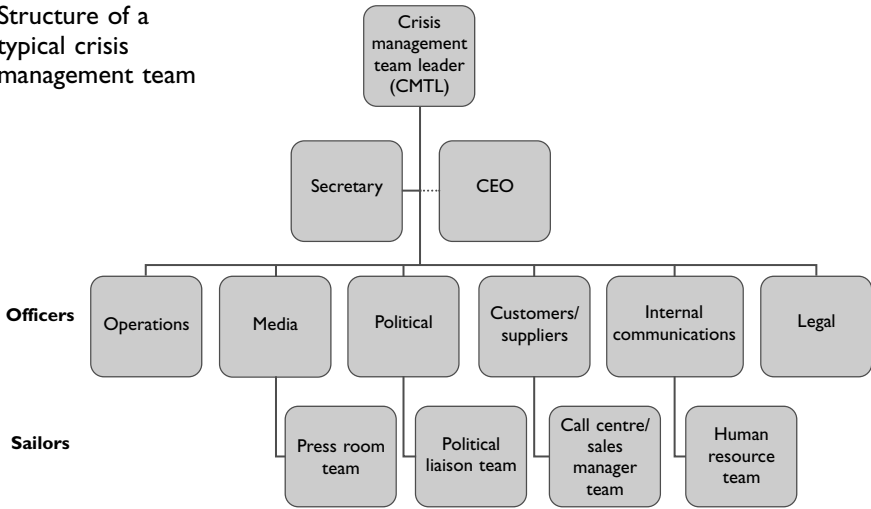 Structure of a
typical crisis
management team
Crisis
management
team leader
(CMTL)
Secretary
CEO
Officers
Operations
Media
Political
Customers/
suppliers
Internal
communications
Legal
Sailors
Press room
team
Political
liaison team
Call centre/
sales
manager
team
Human
resource
team